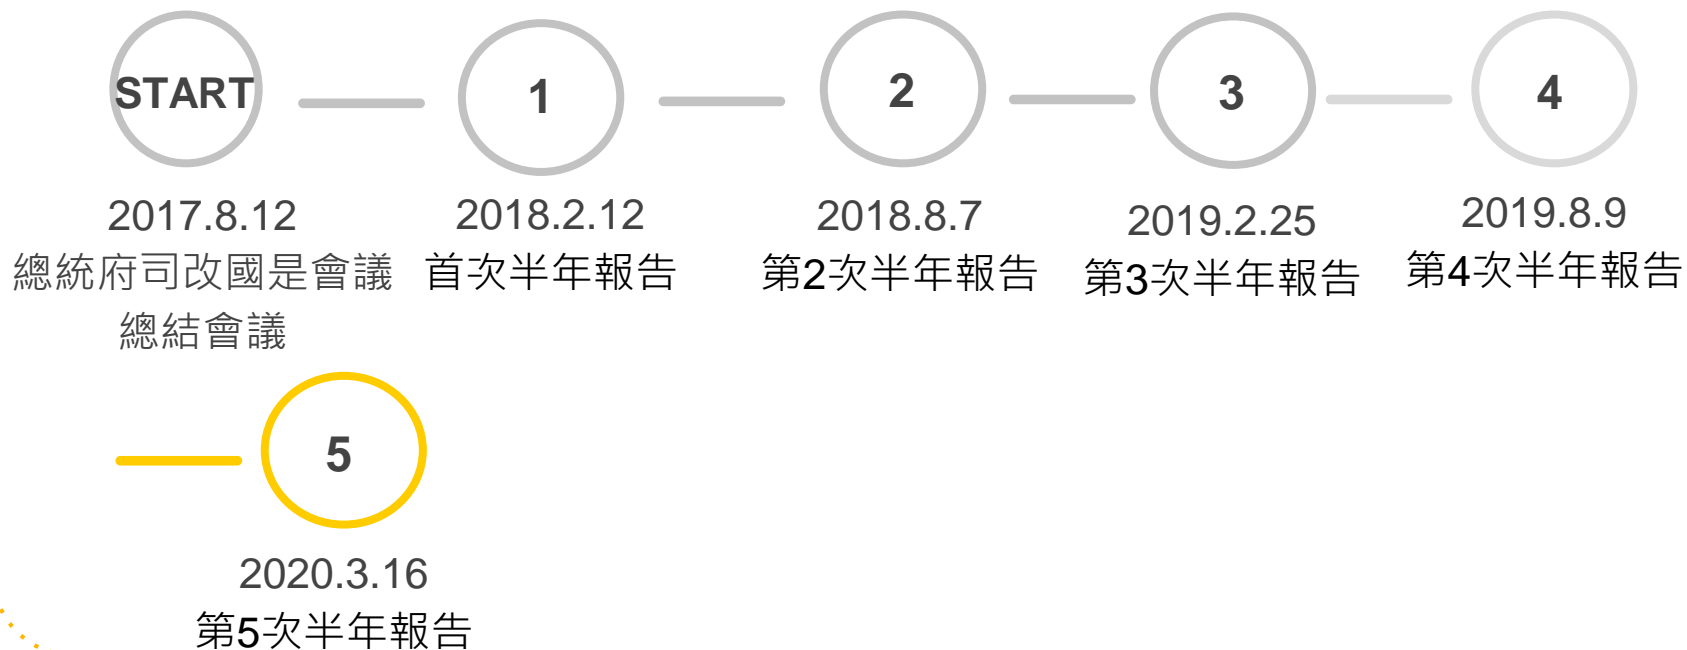 START
2017.8.12
總統府司改國是會議
總結會議
1
2018.2.12
首次半年報告
2
2018.8.7
第2次半年報告
3
2019.2.25
第3次半年報告
4
2019.8.9
第4次半年報告
5
2020.3.16
第5次半年報告